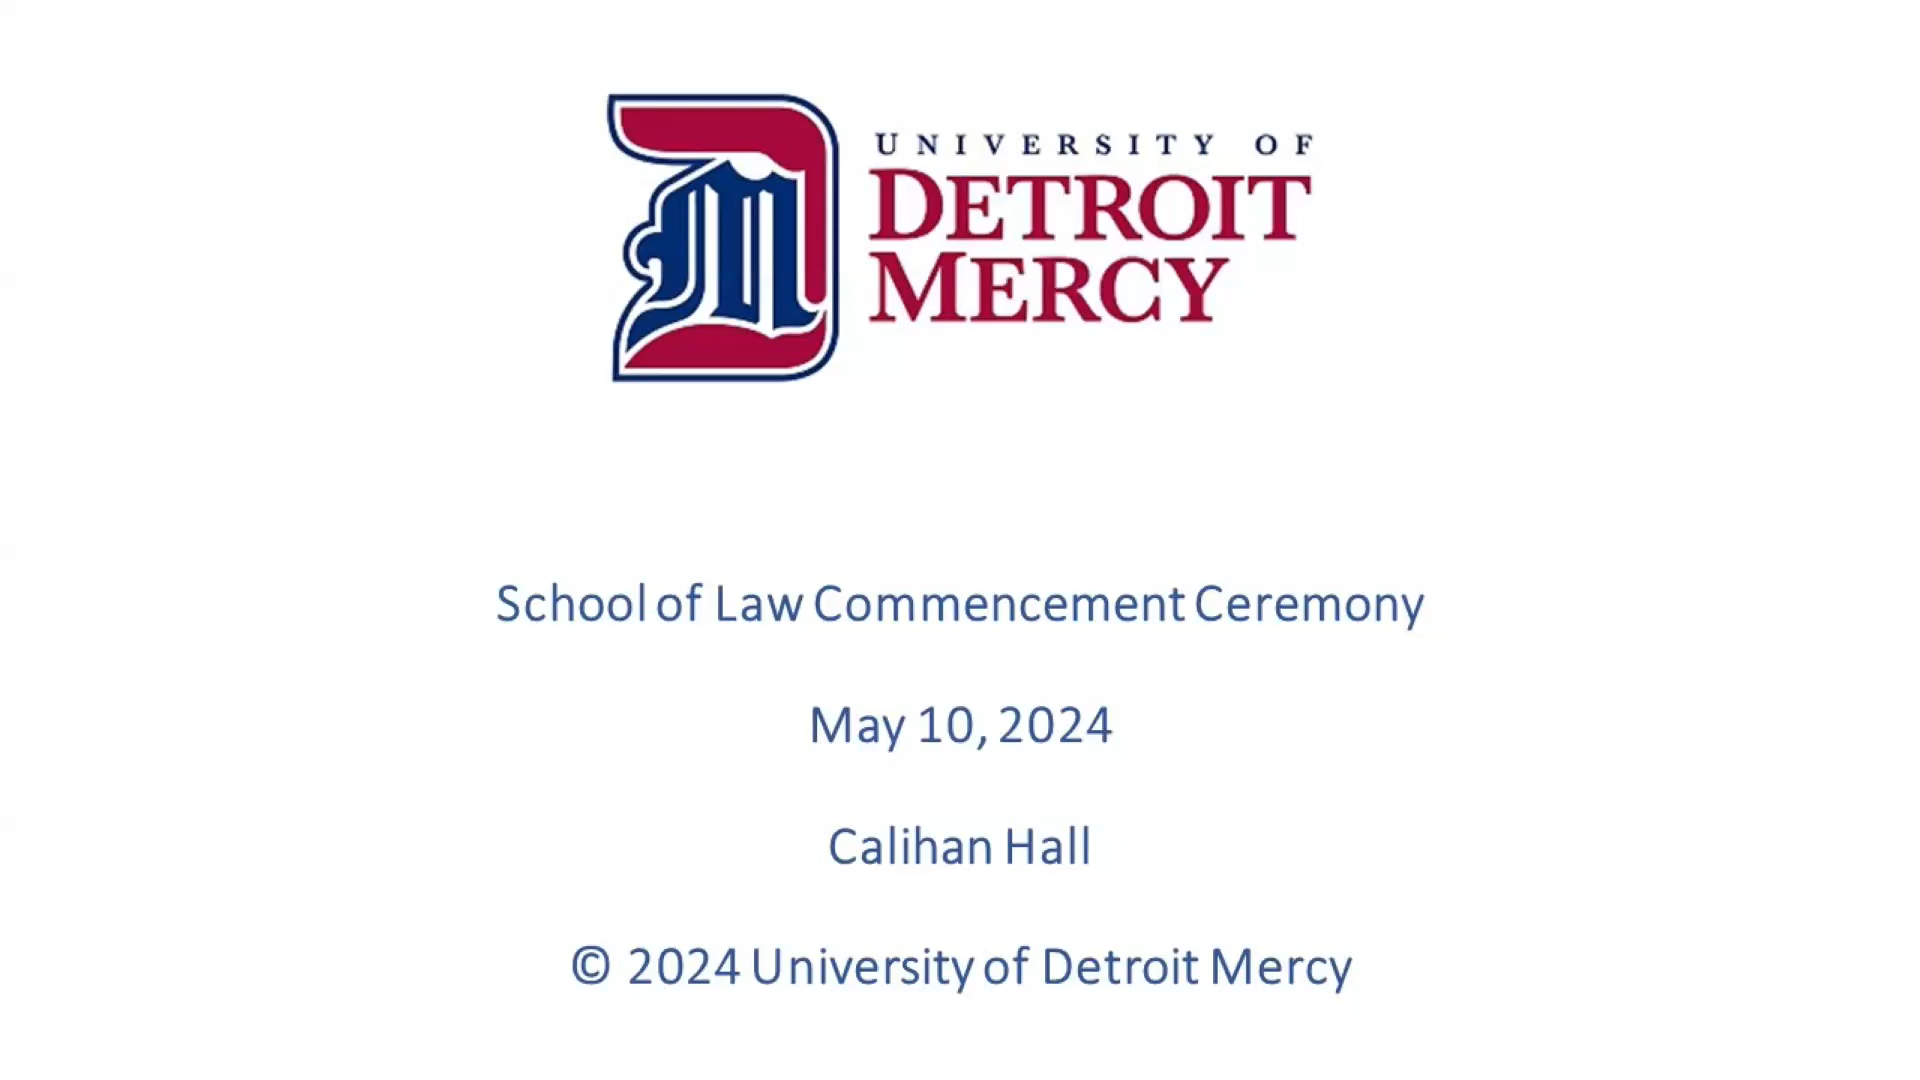 UNIVERSITY OF
DETROIT
MERCY
School of Law Commencement Ceremony
May 10, 2024
Calihan Hall
© 2024 University of Detroit Mercy